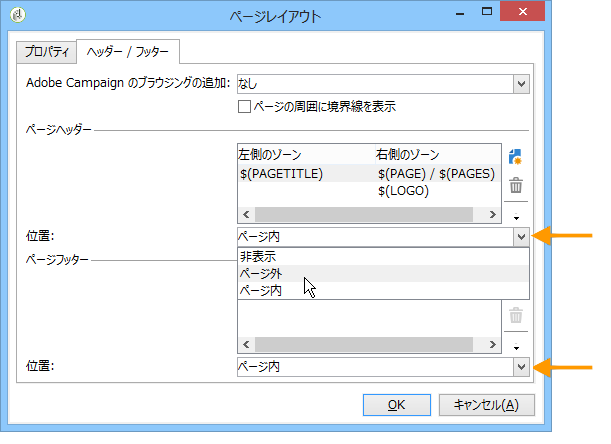 ページレイアウト
プロパティ
ヘッダー / フッター
Adobe Campaign のブラウジングの追加: なし
ページの周囲に境界線を表示
ページヘッダー
左側のゾーン 右側のゾーン
$(PAGETITLE) $(PAGE) / $(PAGES)
$(LOGO)
位置: ページ内
非表示
ページフッター
ページ外
ページ内
位置: ページ内
OK キャンセル(A)